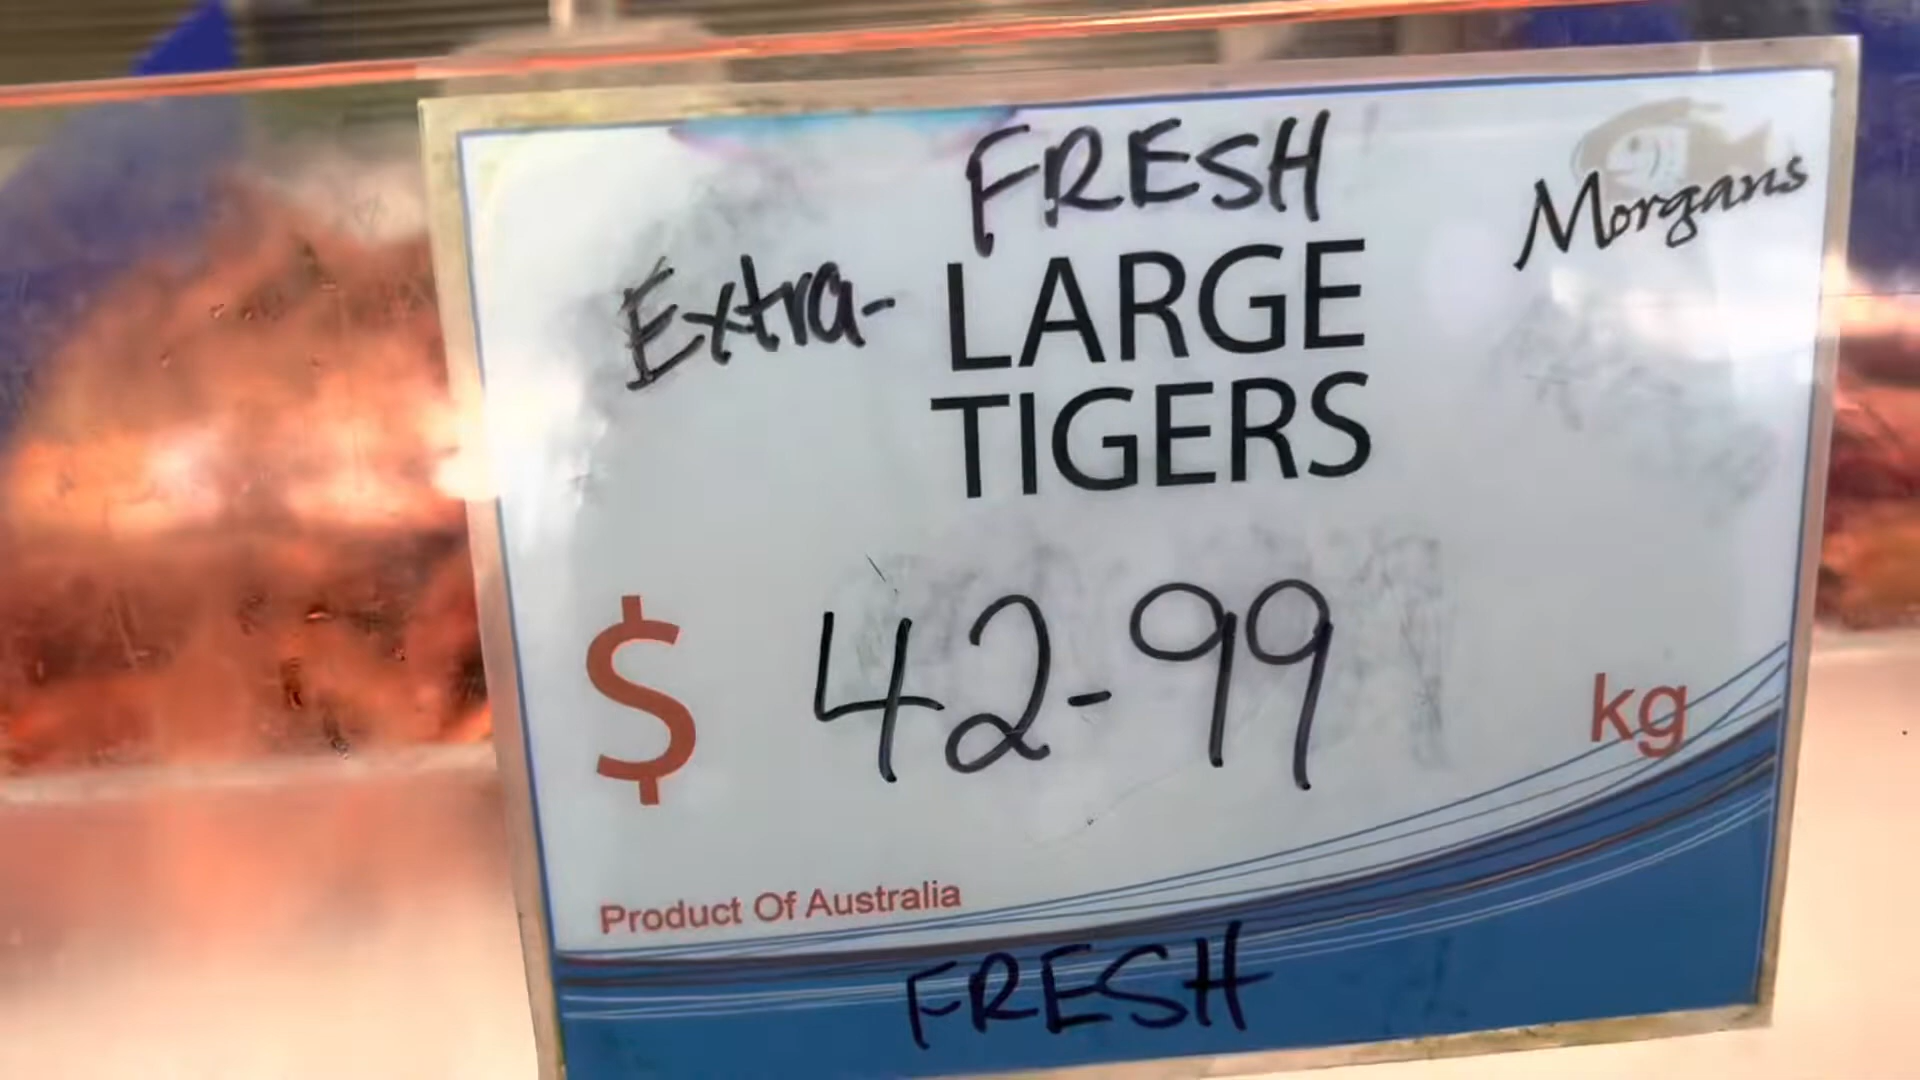 FRESH
Morgans
Extra- LARGE
TIGERS
$ 42-99 kg
Product Of Australia
FRESH